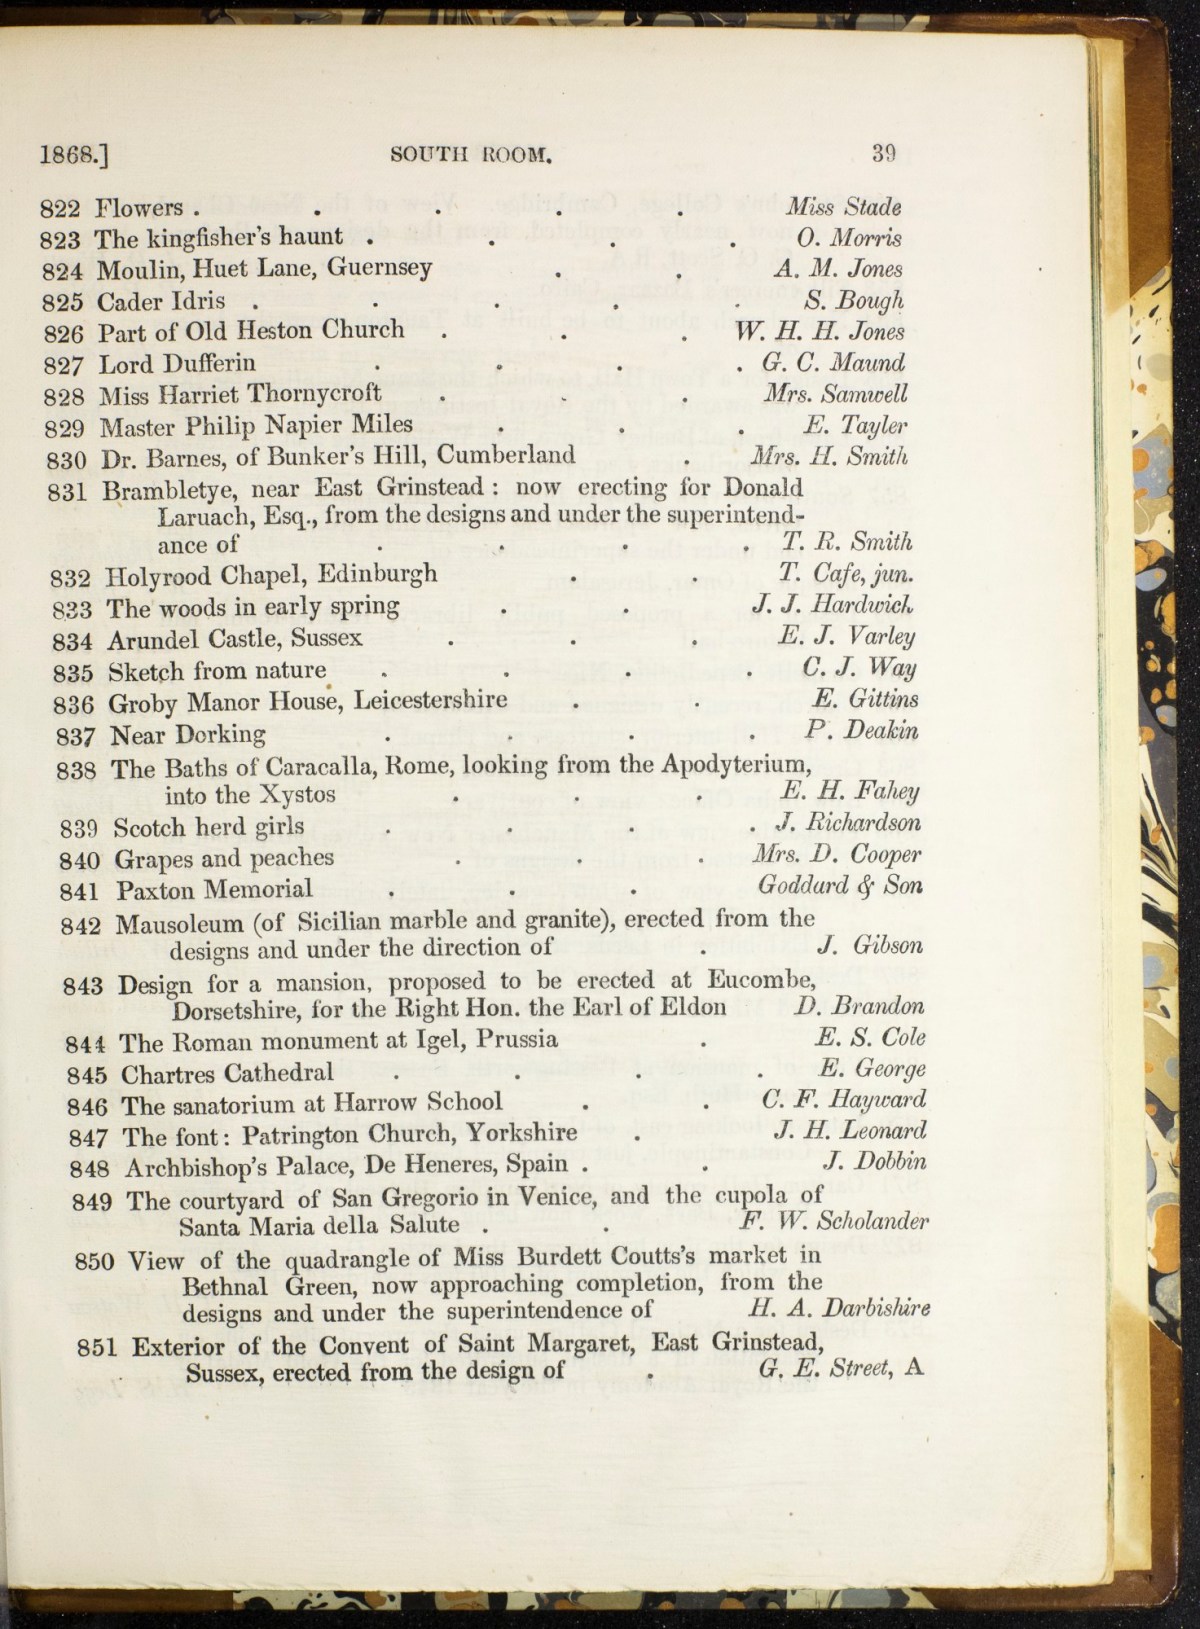 1868.] SOUTH ROOM. 39
822 Flowers . . . . . Miss Stade
823 The kingfisher's haunt . . . . O. Morris
824 Moulin, Huet Lane, Guernsey . . A. M. Jones
825 Cader Idris . . . . . S. Bough
826 Part of Old Heston Church . . . W. H. H. Jones
827 Lord Dufferin . . . . G. C. Maund
828 Miss Harriet Thornycroft . . . Mrs. Samwell
829 Master Philip Napier Miles . . . E. Tayler
830 Dr. Barnes, of Bunker's Hill, Cumberland . Mrs. H. Smith
831 Brambletye, near East Grinstead : now erecting for Donald
Laruach, Esq., from the designs and under the superintend-
ance of . . . . T. R. Smith
832 Holyrood Chapel, Edinburgh . . T. Cafe, jun.
833 The woods in early spring . . J. J. Hardwick
834 Arundel Castle, Sussex . . . E. J. Varley
835 Sketch from nature . . . . C. J. Way
836 Groby Manor House, Leicestershire . . E. Gittins
837 Near Dorking . . . . P. Deakin
838 The Baths of Caracalla, Rome, looking from the Apodyterium,
into the Xystos . . . E. H. Fahey
839 Scotch herd girls . . . . J. Richardson
840 Grapes and peaches . . . Mrs. D. Cooper
841 Paxton Memorial . . . Goddard & Son
842 Mausoleum (of Sicilian marble and granite), erected from the
designs and under the direction of . J. Gibson
843 Design for a mansion, proposed to be erected at Eucombe,
Dorsetshire, for the Right Hon. the Earl of Eldon D. Brandon
844 The Roman monument at Igel, Prussia . E. S. Cole
845 Chartres Cathedral . . . . E. George
846 The sanatorium at Harrow School . . C. F. Hayward
847 The font : Patrington Church, Yorkshire . J. H. Leonard
848 Archbishop's Palace, De Heneres, Spain . . J. Dobbin
849 The courtyard of San Gregorio in Venice, and the cupola of
Santa Maria della Salute . . F. W. Scholander
850 View of the quadrangle of Miss Burdett Coutts's market in
Bethnal Green, now approaching completion, from the
designs and under the superintendence of H. A. Darbishire
851 Exterior of the Convent of Saint Margaret, East Grinstead,
Sussex, erected from the design of . G. E. Street, A